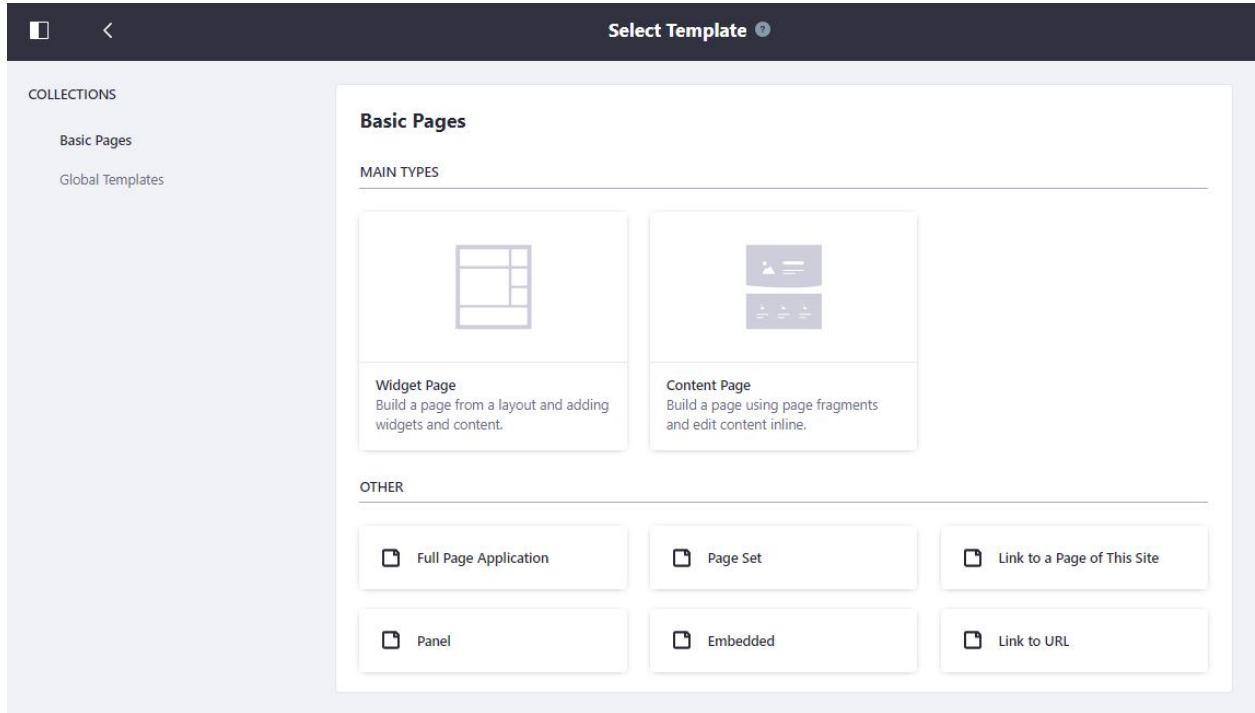 Select Template ?
COLLECTIONS
Basic Pages
Global Templates
Basic Pages
MAIN TYPES
Widget Page
Build a page from a layout and adding
widgets and content.
Content Page
Build a page using page fragments
and edit content inline.
OTHER
Full Page Application
Page Set
Link to a Page of This Site
Panel
Embedded
Link to URL